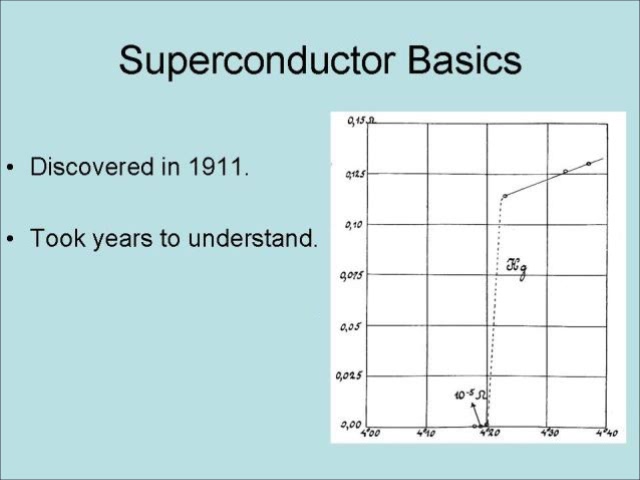 Superconductor Basics
• Discovered in 1911.
• Took years to understand.
0,15 Ω
0,125
0,10
0,075
0,05
0,025
0,00
Hg
10⁻⁵ Ω
4°00
4°10
4°20
4°30
4°40